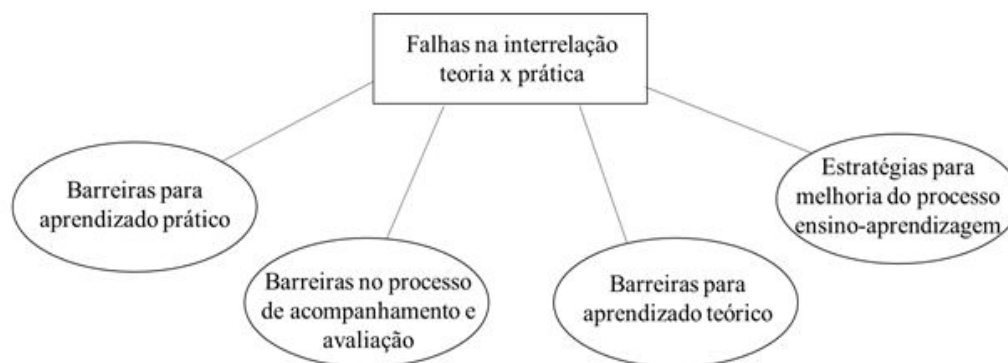 Falhas na interrelação
teoria x prática
Barreiras para
aprendizado prático
Barreiras no processo
de acompanhamento e
avaliação
Barreiras para
aprendizado teórico
Estratégias para
melhoria do processo
ensino-aprendizagem